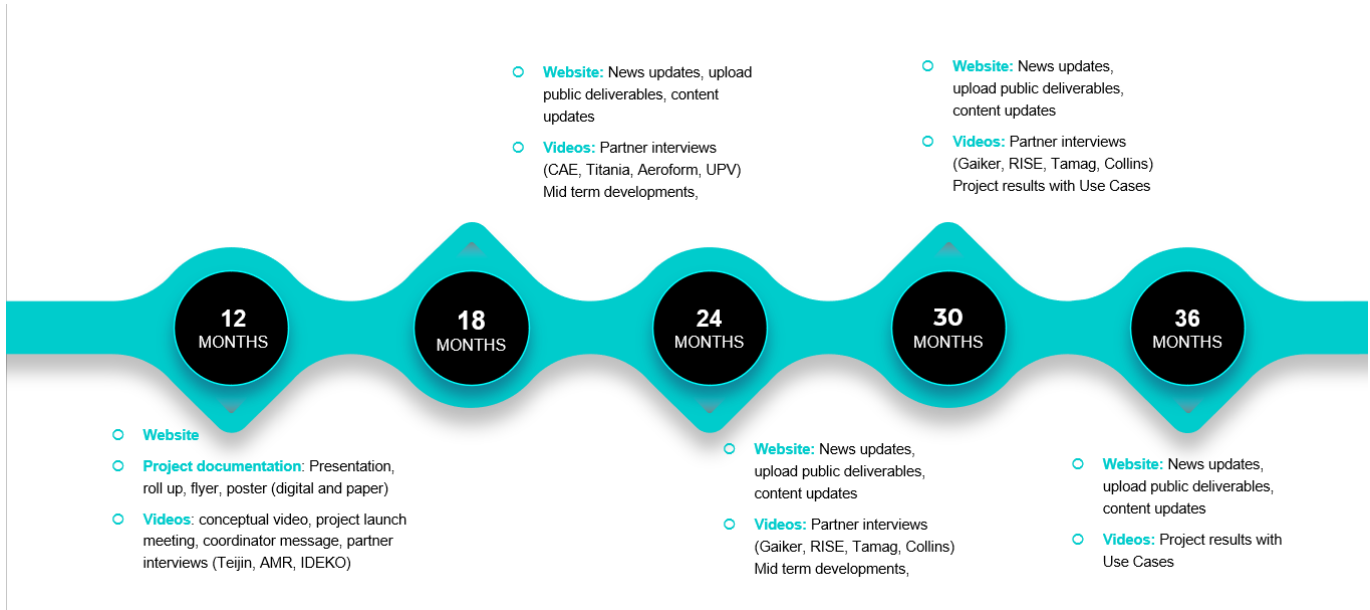 Website: News updates, upload
public deliverables, content
updates
Videos: Partner interviews
(CAE, Titania, Aeroform, UPV)
Mid term developments,
Website: News updates,
upload public deliverables,
content updates
Videos: Partner interviews
(Gaiker, RISE, Tamag, Collins)
Project results with Use Cases
12
MONTHS
18
MONTHS
24
MONTHS
30
MONTHS
36
MONTHS
Website
Project documentation: Presentation,
roll up, flyer, poster (digital and paper)
Videos: conceptual video, project launch
meeting, coordinator message, partner
interviews (Teijin, AMR, IDEKO)
Website: News updates,
upload public deliverables,
content updates
Videos: Partner interviews
(Gaiker, RISE, Tamag, Collins)
Mid term developments,
Website: News updates,
upload public deliverables,
content updates
Videos: Project results with
Use Cases